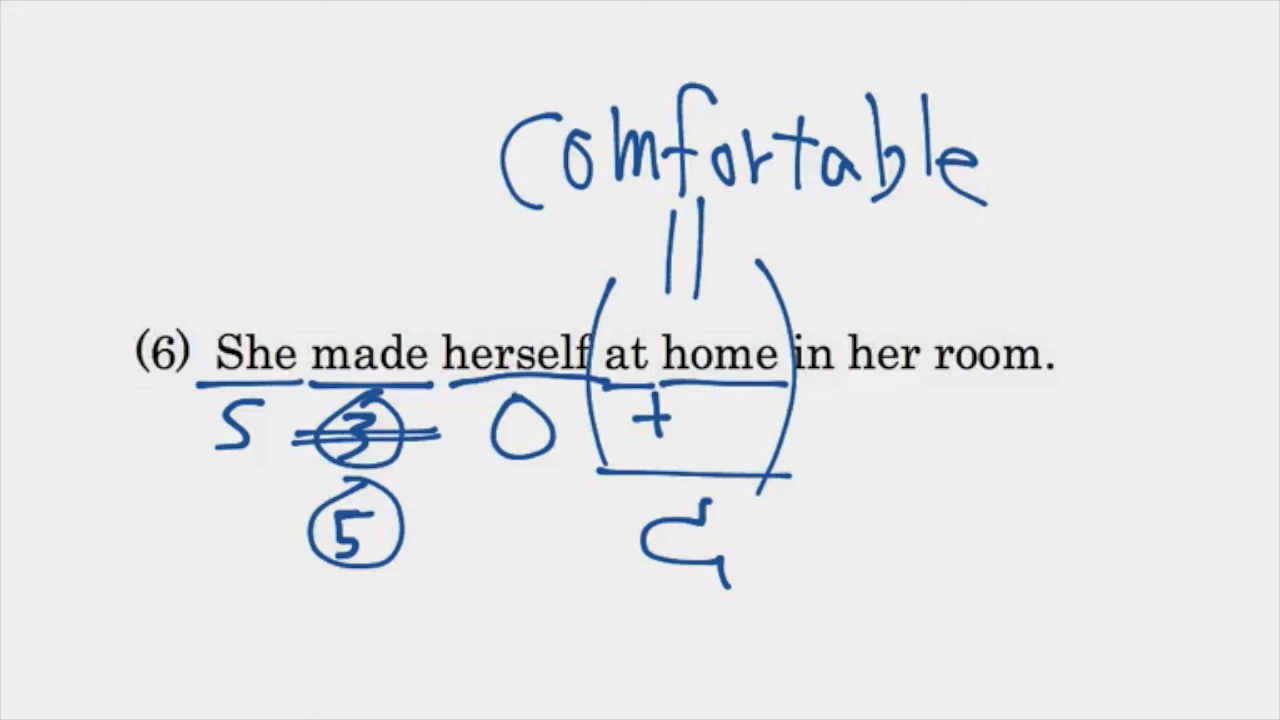 comfortable
(6) She made herself at home in her room.
S 3 O +
5 C